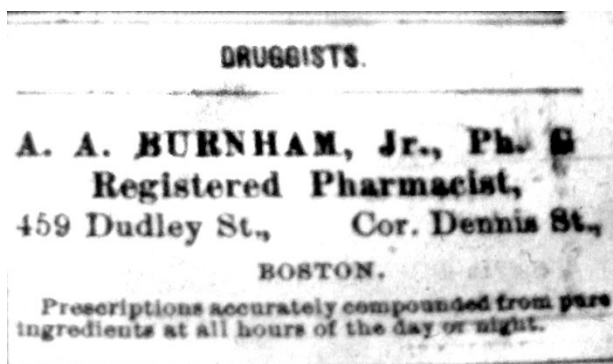 DRUGGISTS.
A. A. BURNHAM, Jr., Ph. G
Registered Pharmacist,
459 Dudley St., Cor. Dennis St.,
BOSTON.
Prescriptions accurately compounded from pure
ingredients at all hours of the day or night.